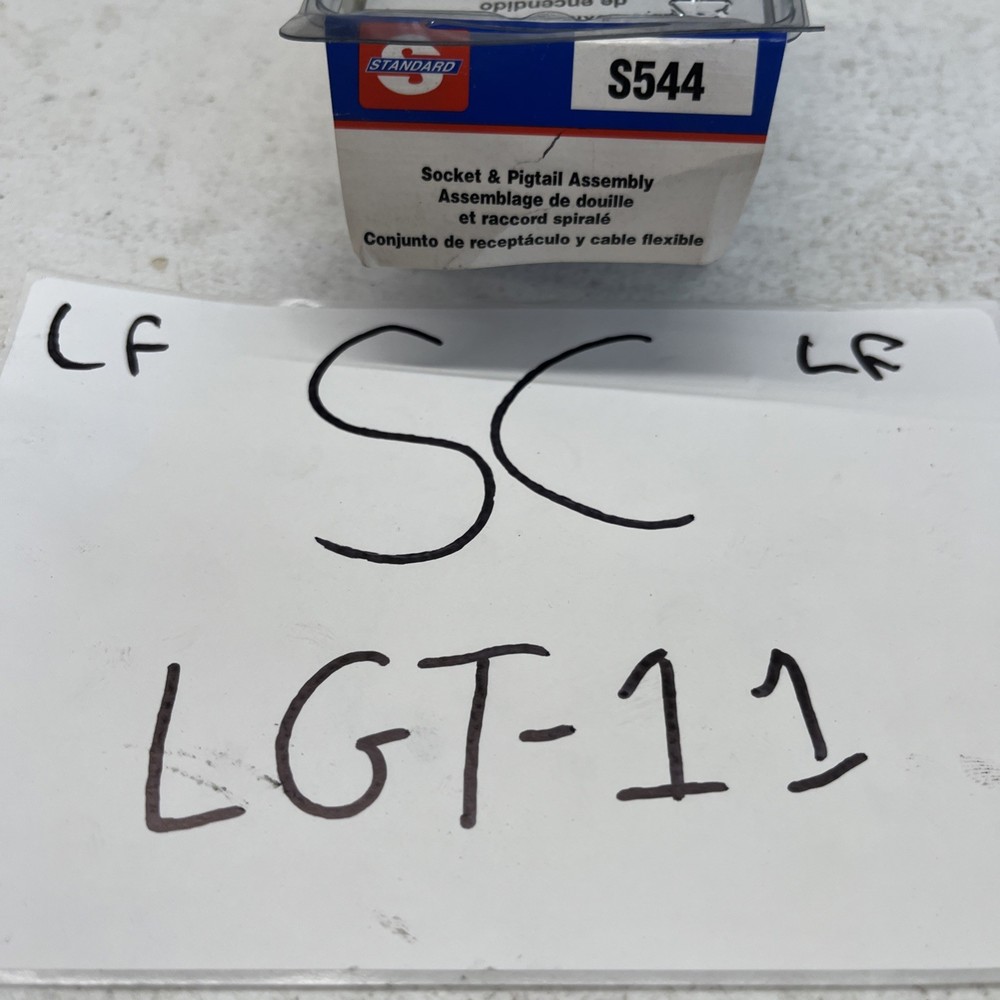 de encendido
S
STANDARD
S544
Socket & Pigtail Assembly
Assemblage de douille
et raccord spiralé
Conjunto de receptáculo y cable flexible
LF SC LF
LGT-11